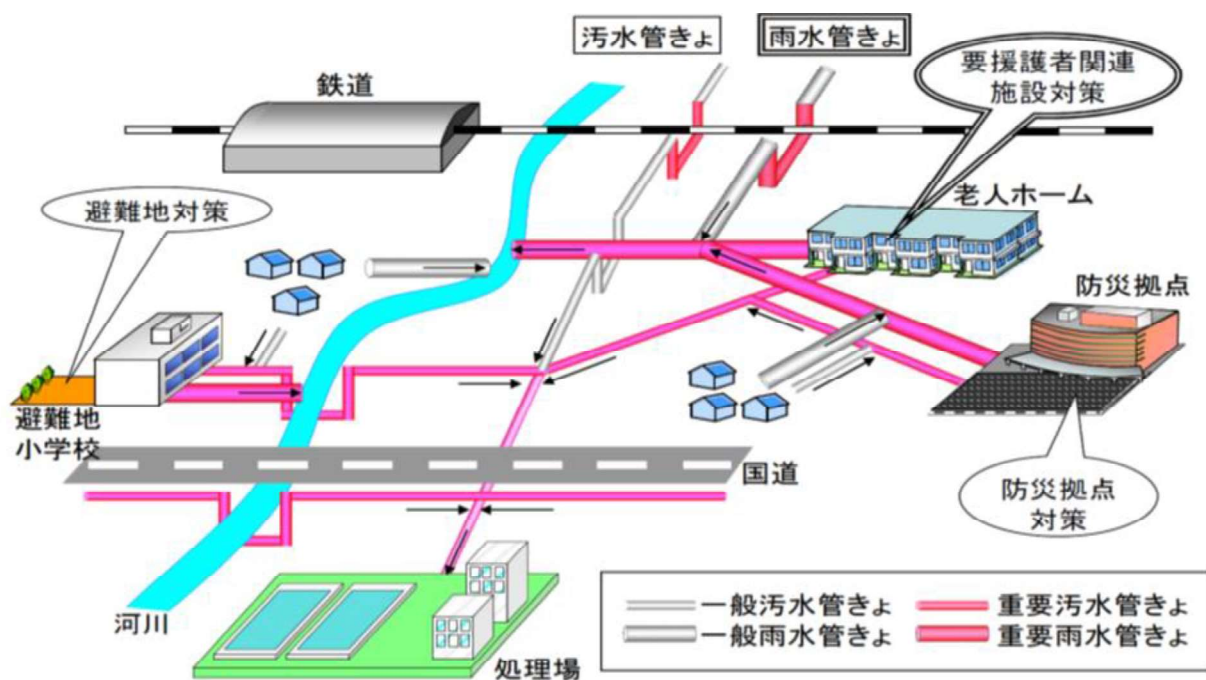 汚水管きょ
雨水管きょ
要援護者関連
施設対策
鉄道
避難地対策
老人ホーム
防災拠点
避難地
小学校
国道
防災拠点
対策
河川
処理場
一般汚水管きょ
重要汚水管きょ
一般雨水管きょ
重要雨水管きょ